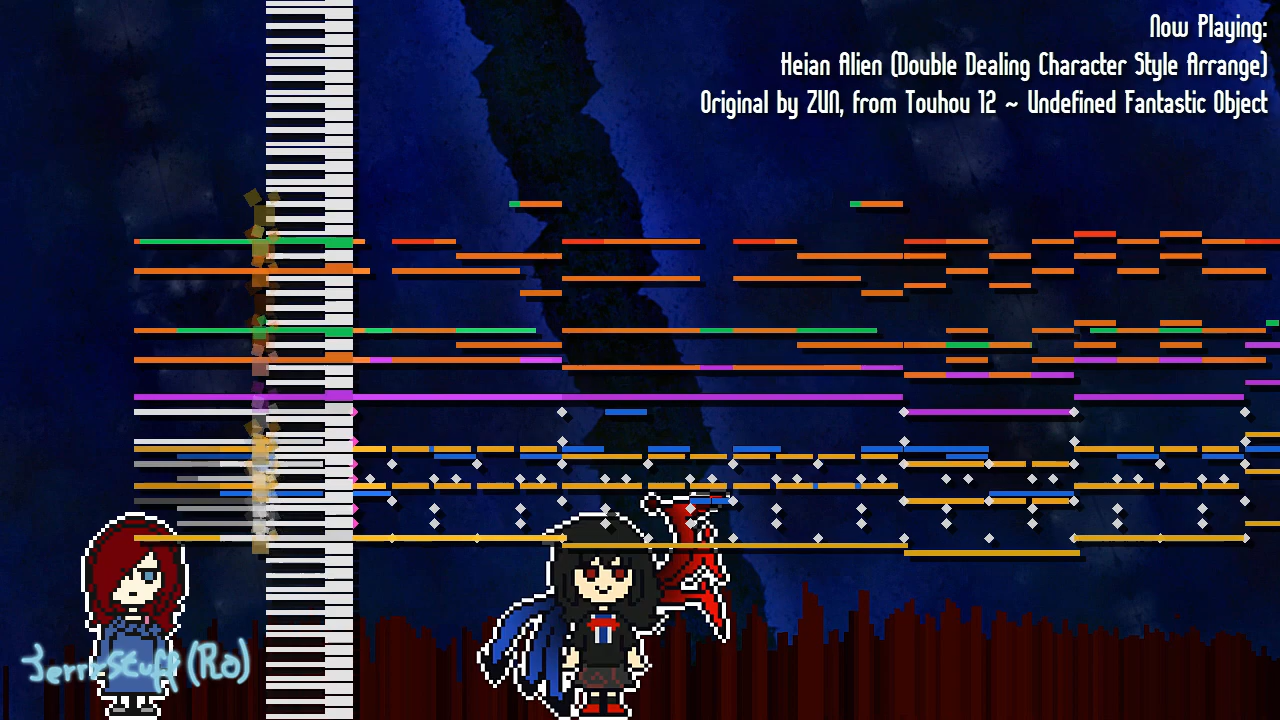 Now Playing:
Heian Alien (Double Dealing Character Style Arrange)
Original by ZUN, from Touhou 12 ~ Undefined Fantastic Object
(Ro)